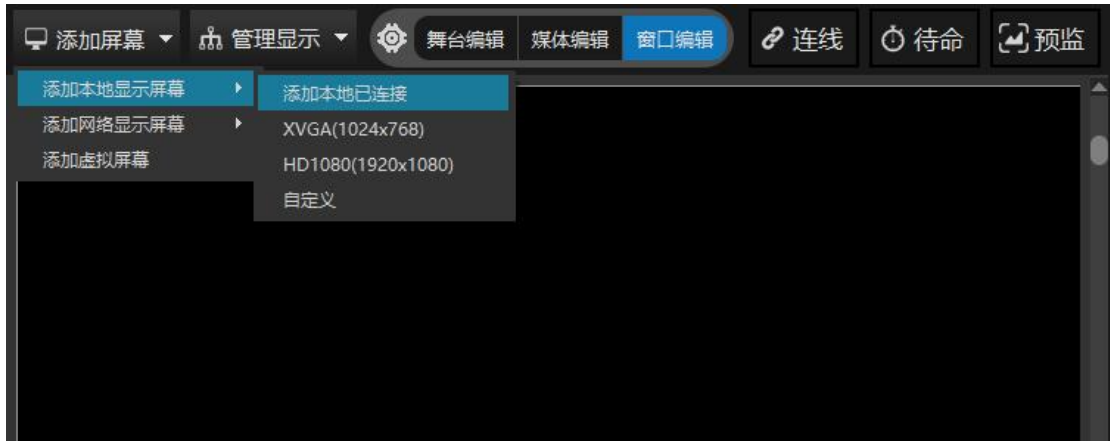 添加屏幕 管理显示 舞台编辑 媒体编辑 窗口编辑 连线 待命 预监
添加本地显示屏幕 添加本地已连接
添加网络显示屏幕 XVGA(1024x768)
添加虚拟屏幕 HD1080(1920x1080)
自定义